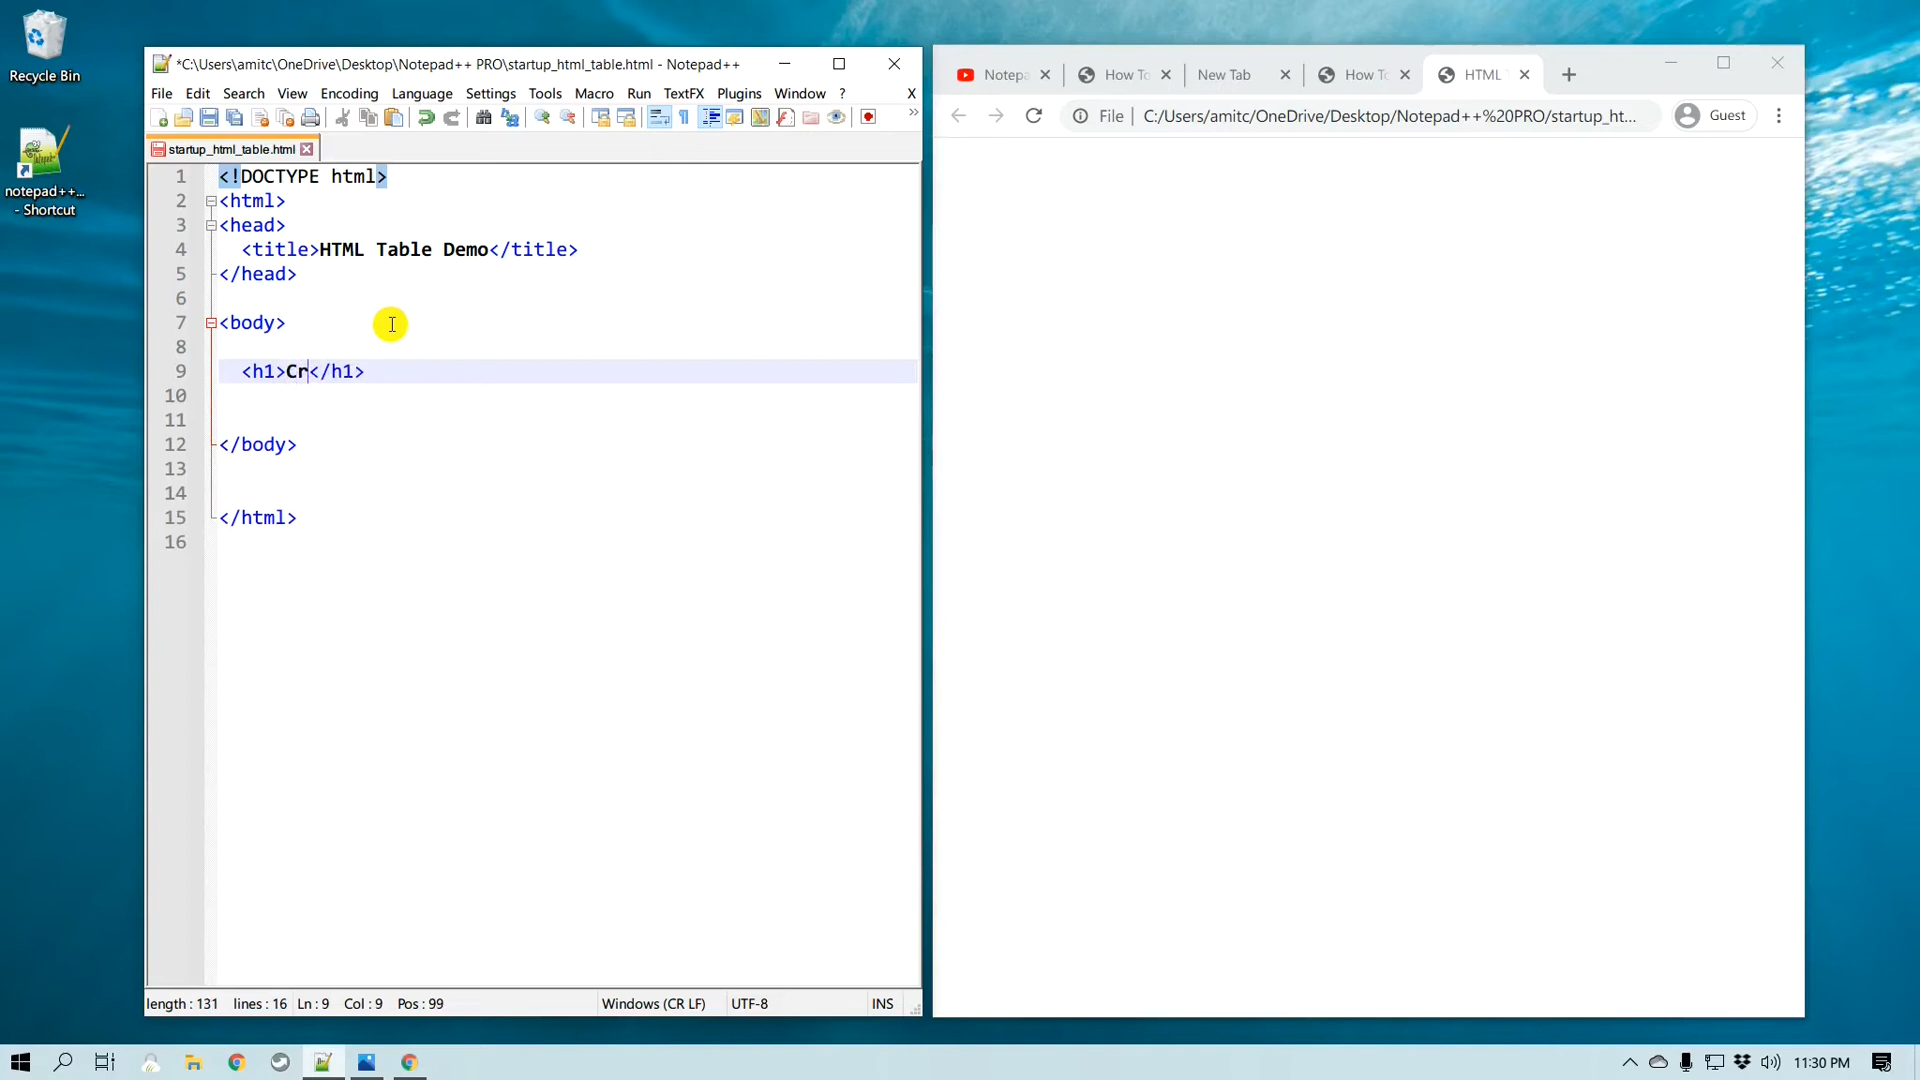 Recycle Bin
notepad++...
- Shortcut
*C:\Users\amitc\OneDrive\Desktop\Notepad++ PRO\startup_html_table.html - Notepad++
File Edit Search View Encoding Language Settings Tools Macro Run TextFX Plugins Window ? X
startup_html_table.html
1 <!DOCTYPE html>
2 <html>
3 <head>
4 <title>HTML Table Demo</title>
5 </head>
6
7 <body>
8
9 <h1>Cr</h1>
10
11
12 </body>
13
14
15 </html>
16
length : 131 lines : 16 Ln : 9 Col : 9 Pos : 99 Windows (CR LF) UTF-8 INS
Notepa How To New Tab How To HTML
File C:/Users/amitc/OneDrive/Desktop/Notepad++%20PRO/startup_ht... Guest
11:30 PM